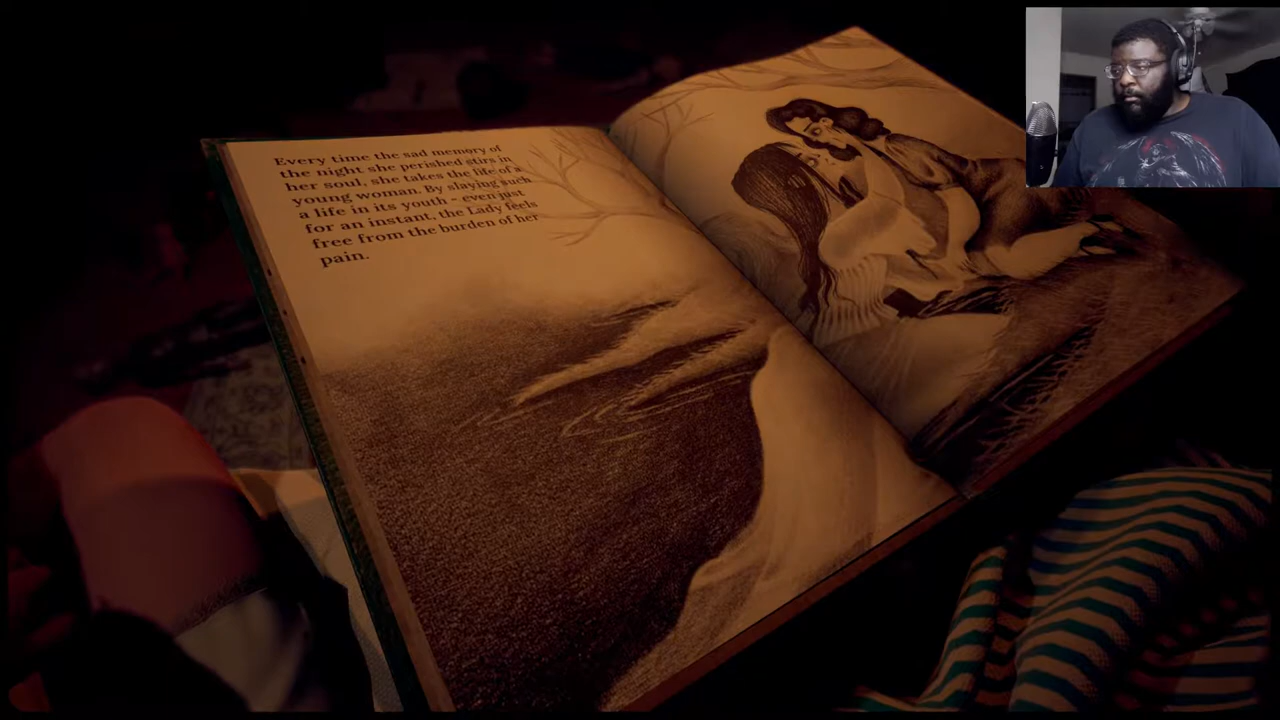 Every time the sad memory of
the night she perished stirs in
her soul, she takes the life of a
young woman. By slaying such
a life in its youth - even just
for an instant, the Lady feels
free from the burden of her
pain.